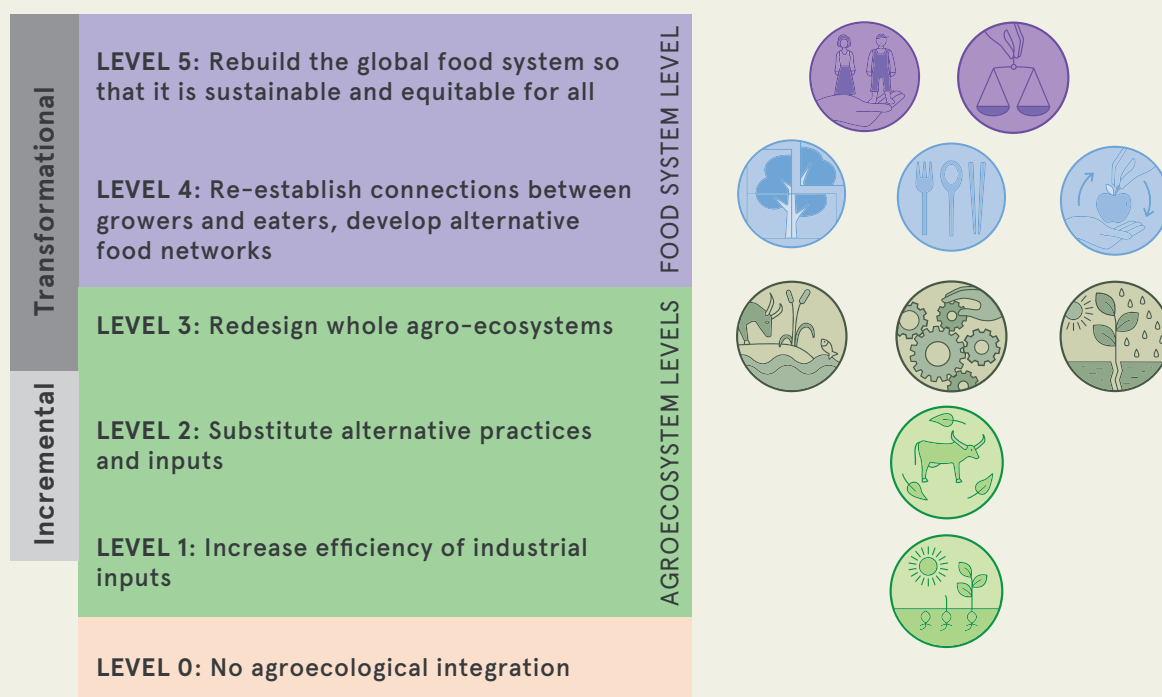 Transformational
Incremental
LEVEL 5: Rebuild the global food system so
that it is sustainable and equitable for all
LEVEL 4: Re-establish connections between
growers and eaters, develop alternative
food networks
FOOD SYSTEM LEVEL
LEVEL 3: Redesign whole agro-ecosystems
LEVEL 2: Substitute alternative practices
and inputs
LEVEL 1: Increase efficiency of industrial
inputs
AGROECOSYSTEM LEVELS
LEVEL 0: No agroecological integration